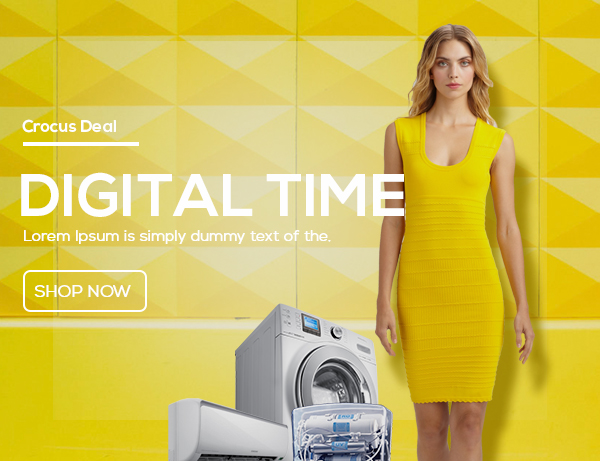 Crocus Deal
DIGITAL TIME
Lorem Ipsum is simply dummy text of the.
SHOP NOW